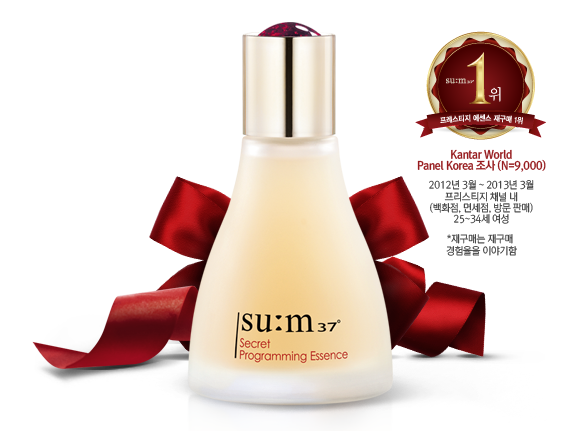 su:m37°
1위
프레스티지 에센스 재구매 1위
Kantar World
Panel Korea 조사 (N=9,000)
2012년 3월 ~ 2013년 3월
프리스티지 채널 내
(백화점, 면세점, 방문 판매)
25~34세 여성
*재구매는 재구매
경험율을 이야기함
su:m37°
Secret
Programming Essence